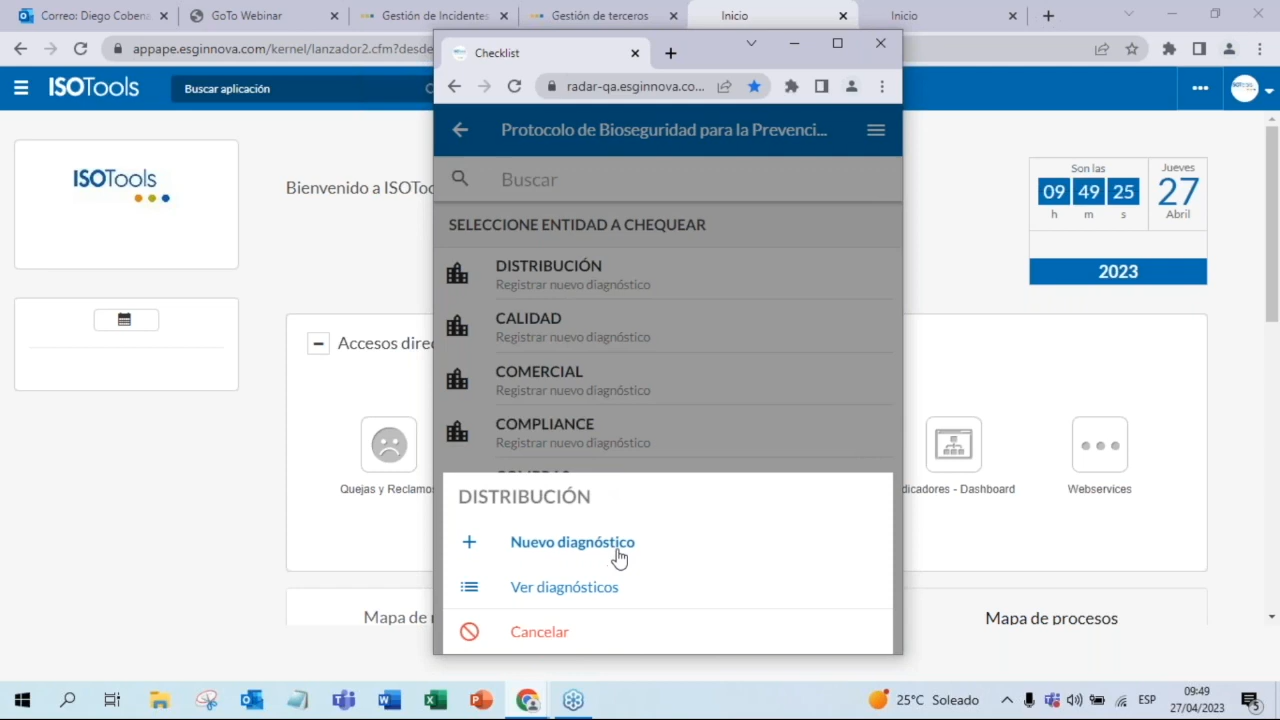 Correo: Diego Cobena
GoTo Webinar
Gestión de Incidentes
Gestión de terceros
Inicio
Inicio
appape.esginnova.com/kernel/lanzador2.cfm?desde
Checklist
radar-qa.esginnova.co...
ISOTools
Buscar aplicación
Protocolo de Bioseguridad para la Prevenci...
Buscar
SELECCIONE ENTIDAD A CHEQUEAR
DISTRIBUCIÓN
Registrar nuevo diagnóstico
CALIDAD
Registrar nuevo diagnóstico
COMERCIAL
Registrar nuevo diagnóstico
COMPLIANCE
Registrar nuevo diagnóstico
DISTRIBUCIÓN
Nuevo diagnóstico
Ver diagnósticos
Cancelar
ISOTools
Bienvenido a ISOToo
Son las
09 49 25
h m s
Jueves
27
Abril
2023
Accesos direc
Quejas y Reclamos
dicadores - Dashboard
Webservices
Mapa de
Mapa de procesos
25°C Soleado
ESP
09:49
27/04/2023
5